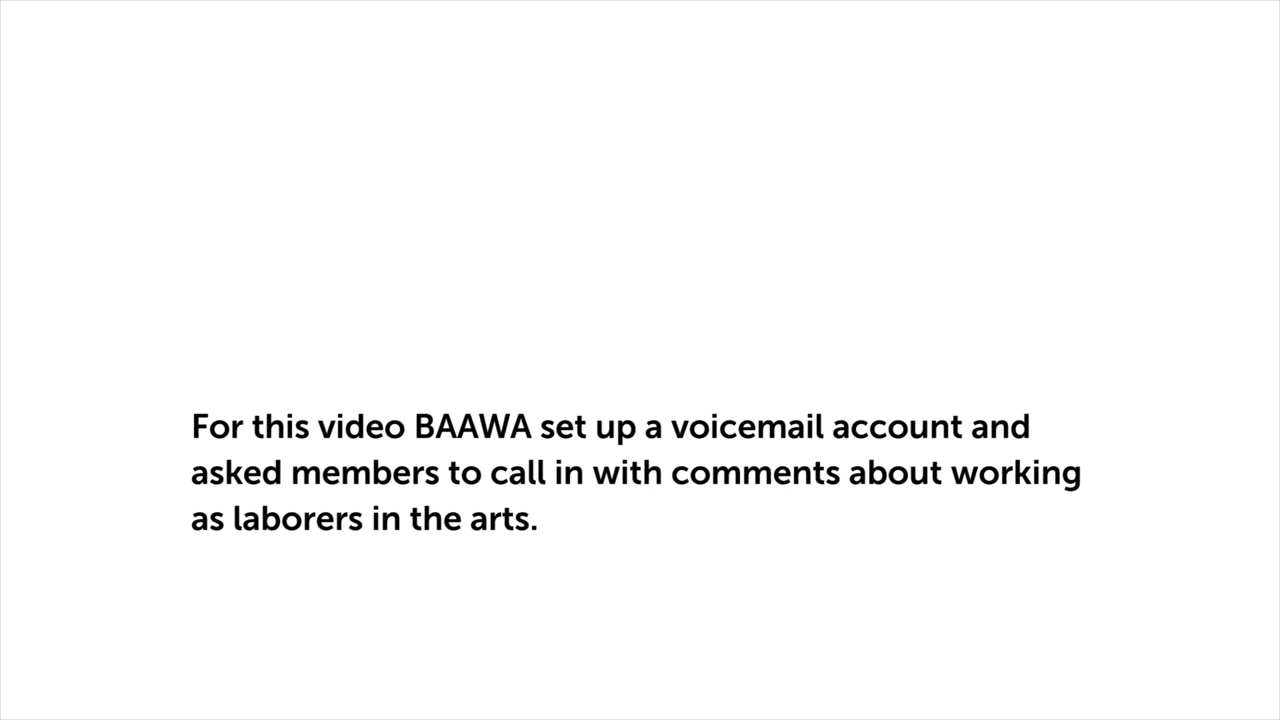 For this video BAAWA set up a voicemail account and
asked members to call in with comments about working
as laborers in the arts.